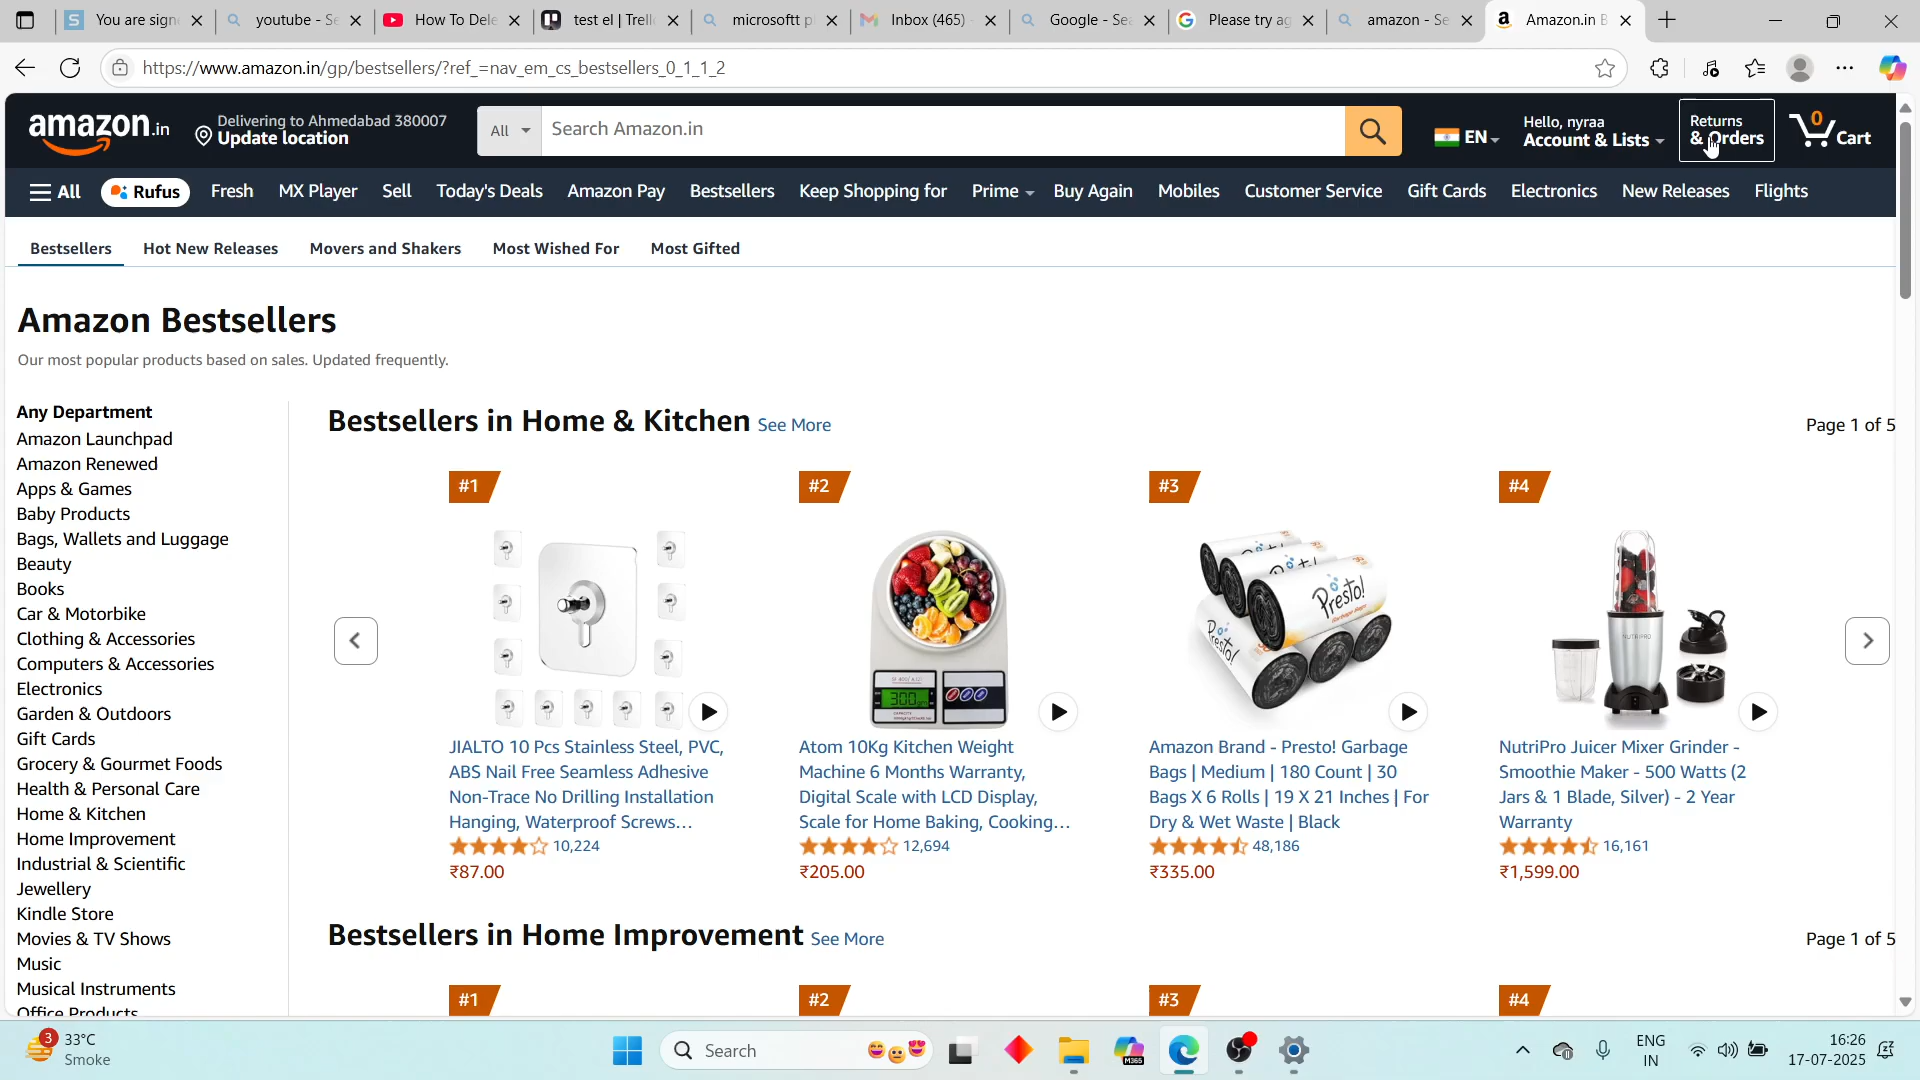 You are sign
youtube - Se
How To Dele
test el | Trell
microsoftt p
Inbox (465)
Google - Sea
Please try ag
amazon - Se
Amazon.in B
https://www.amazon.in/gp/bestsellers/?ref_=nav_em_cs_bestsellers_0_1_1_2
amazon.in
Delivering to Ahmedabad 380007
Update location
All
Search Amazon.in
EN
Hello, nyraa
Account & Lists
Returns
& Orders
0
Cart
All
Rufus
Fresh
MX Player
Sell
Today's Deals
Amazon Pay
Bestsellers
Keep Shopping for
Prime
Buy Again
Mobiles
Customer Service
Gift Cards
Electronics
New Releases
Flights
Bestsellers
Hot New Releases
Movers and Shakers
Most Wished For
Most Gifted
Amazon Bestsellers
Our most popular products based on sales. Updated frequently.
Any Department
Amazon Launchpad
Amazon Renewed
Apps & Games
Baby Products
Bags, Wallets and Luggage
Beauty
Books
Car & Motorbike
Clothing & Accessories
Computers & Accessories
Electronics
Garden & Outdoors
Gift Cards
Grocery & Gourmet Foods
Health & Personal Care
Home & Kitchen
Home Improvement
Industrial & Scientific
Jewellery
Kindle Store
Movies & TV Shows
Music
Musical Instruments
Office Products
Bestsellers in Home & Kitchen See More
Page 1 of 5
#1
JIALTO 10 Pcs Stainless Steel, PVC,
ABS Nail Free Seamless Adhesive
Non-Trace No Drilling Installation
Hanging, Waterproof Screws...
10,224
₹87.00
#2
300
Atom 10Kg Kitchen Weight
Machine 6 Months Warranty,
Digital Scale with LCD Display,
Scale for Home Baking, Cooking...
12,694
₹205.00
#3
Presto!
Presto!
Amazon Brand - Presto! Garbage
Bags | Medium | 180 Count | 30
Bags X 6 Rolls | 19 X 21 Inches | For
Dry & Wet Waste | Black
48,186
₹335.00
#4
NUTRIPRO
NutriPro Juicer Mixer Grinder -
Smoothie Maker - 500 Watts (2
Jars & 1 Blade, Silver) - 2 Year
Warranty
16,161
₹1,599.00
Bestsellers in Home Improvement See More
Page 1 of 5
#1
#2
#3
#4
3
33°C
Smoke
Search
M365
ENG
IN
16:26
17-07-2025